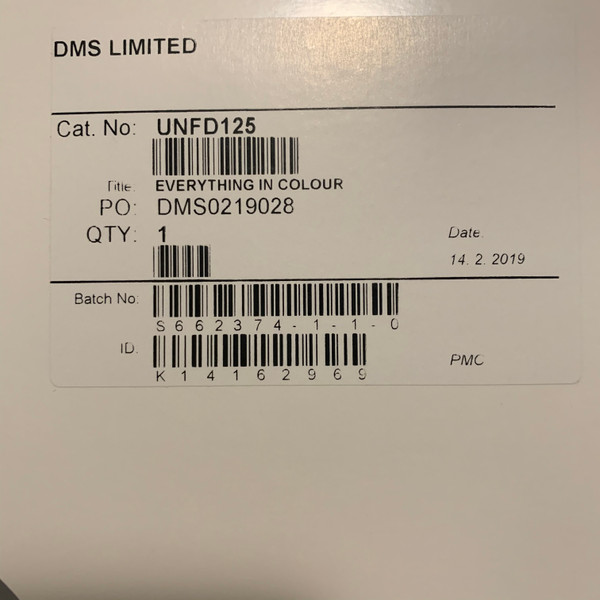 DMS LIMITED
Cat. No: UNFD125
Title: EVERYTHING IN COLOUR
PO: DMS0219028
QTY: 1
Date:
14. 2. 2019
Batch No:
S662374-1-1-0
ID:
K14162969
PMC